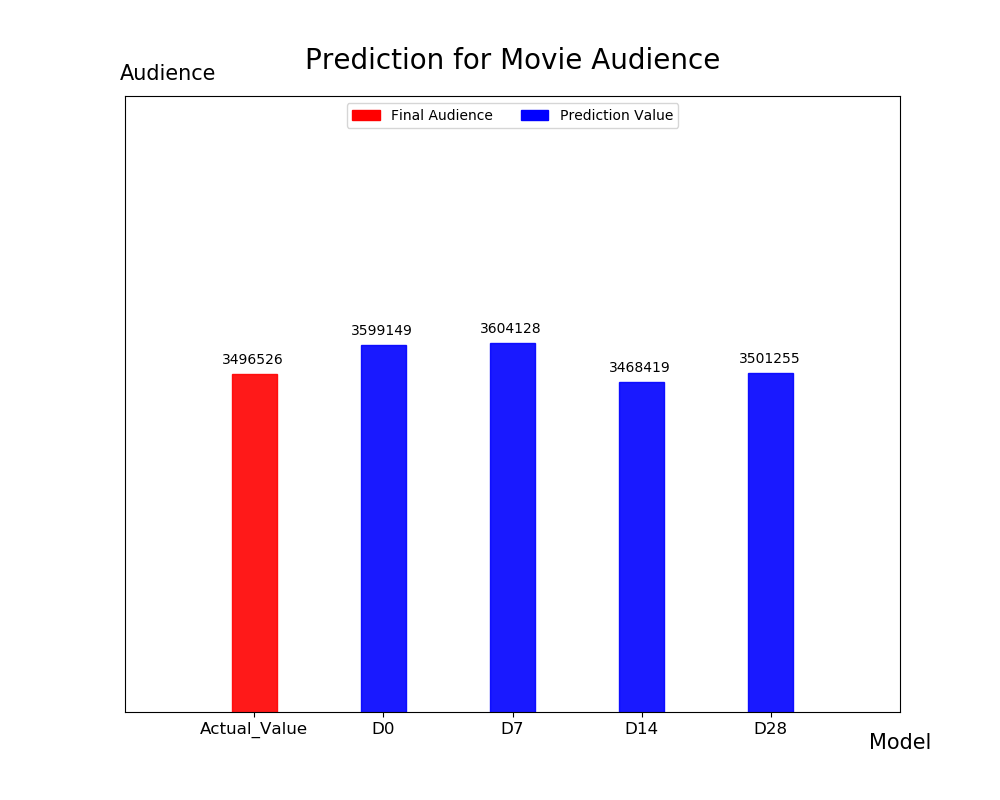 Prediction for Movie Audience
Audience
Final Audience
Prediction Value
3496526
3599149
3604128
3468419
3501255
Actual_Value
D0
D7
D14
D28
Model